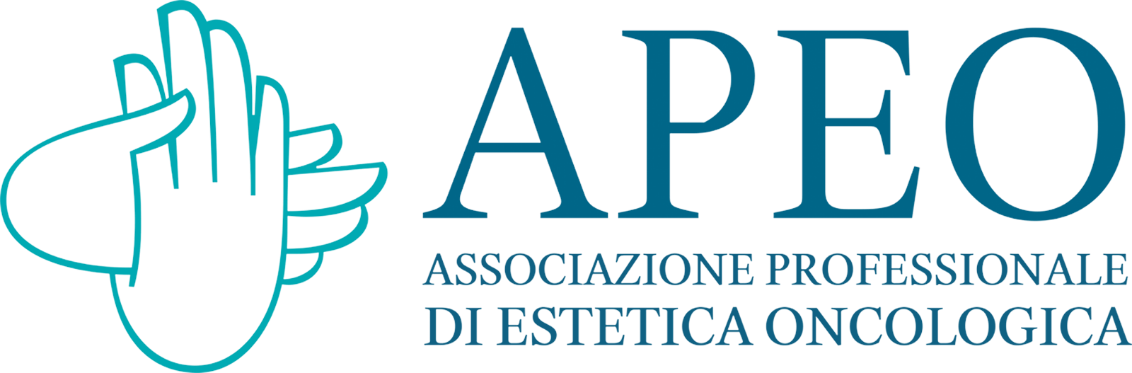 APEO
ASSOCIAZIONE PROFESSIONALE
DI ESTETICA ONCOLOGICA